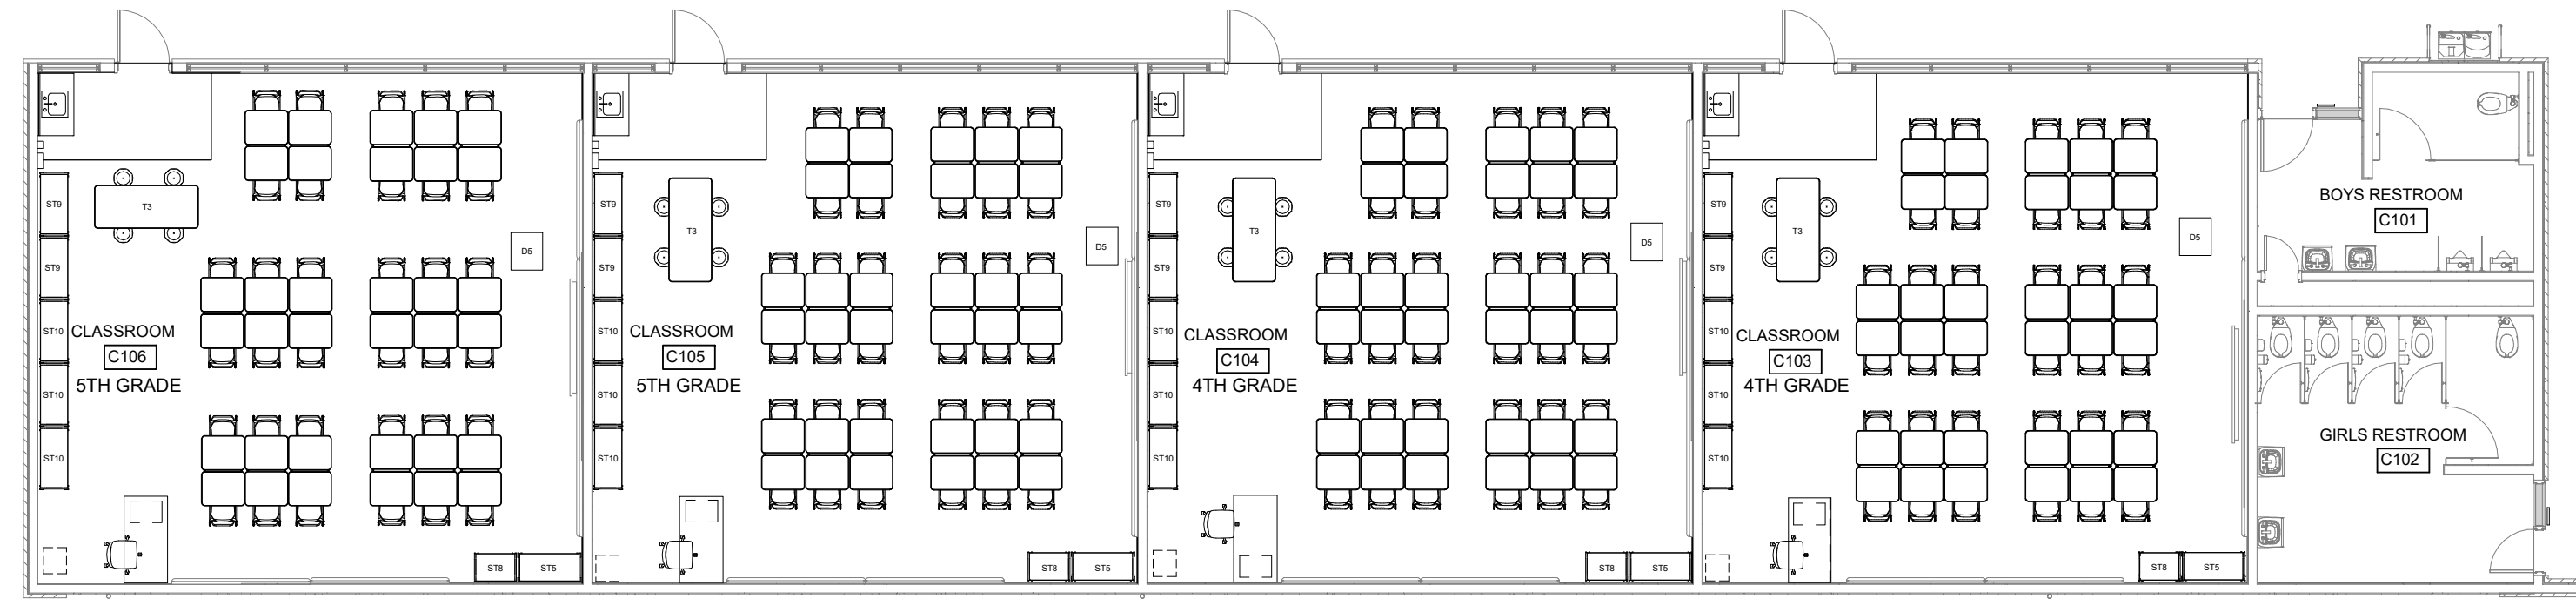 ST9
T3
ST9
D5
ST10
CLASSROOM
C106
5TH GRADE
ST10
ST10
ST8
ST5
ST9
T3
ST9
D5
ST10
CLASSROOM
C105
5TH GRADE
ST10
ST10
ST8
ST5
ST9
T3
ST9
D5
ST10
CLASSROOM
C104
4TH GRADE
ST10
ST10
ST8
ST5
ST9
T3
ST9
D5
ST10
CLASSROOM
C103
4TH GRADE
ST10
ST10
ST8
ST5
BOYS RESTROOM
C101
GIRLS RESTROOM
C102